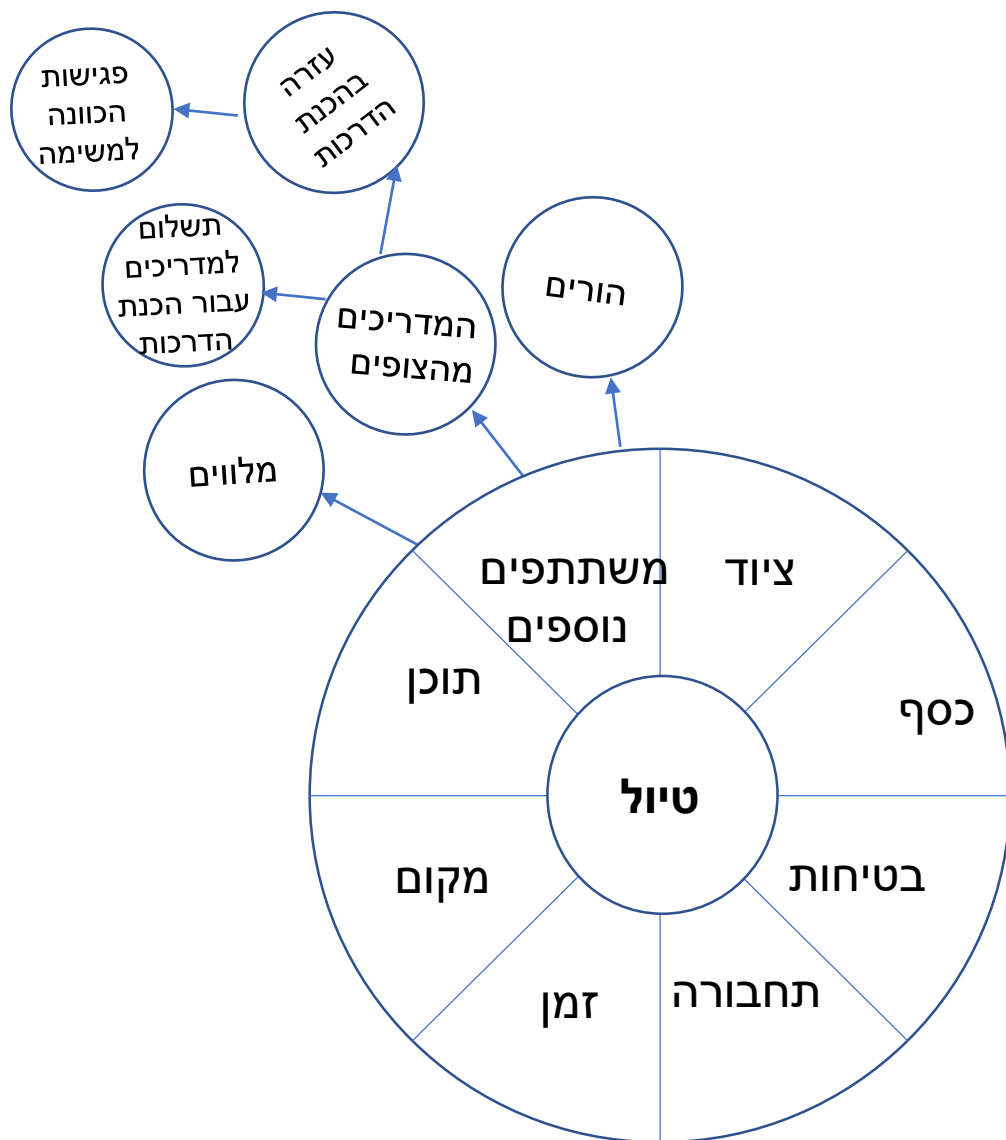 עזרה
בהכנת
הדרכות
פגישות
הכוונה
למשימה
תשלום
למדריכים
עבור הכנת
הדרכות
המדריכים
מהצופים
הורים
מלווים
משתתפים
נוספים
ציוד
כסף
בטיחות
תחבורה
זמן
מקום
תוכן
טיול